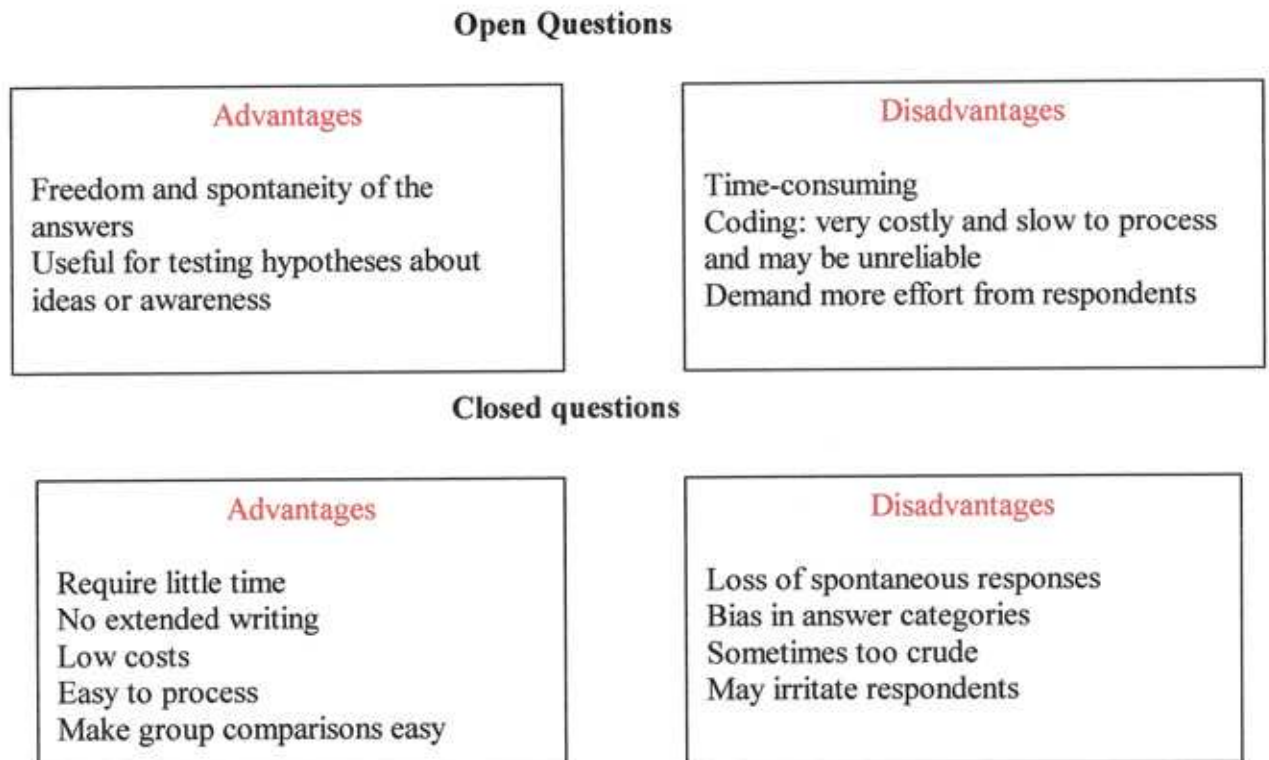 Open Questions
Advantages
Freedom and spontaneity of the
answers
Useful for testing hypotheses about
ideas or awareness
Disadvantages
Time-consuming
Coding: very costly and slow to process
and may be unreliable
Demand more effort from respondents
Closed questions
Advantages
Require little time
No extended writing
Low costs
Easy to process
Make group comparisons easy
Disadvantages
Loss of spontaneous responses
Bias in answer categories
Sometimes too crude
May irritate respondents